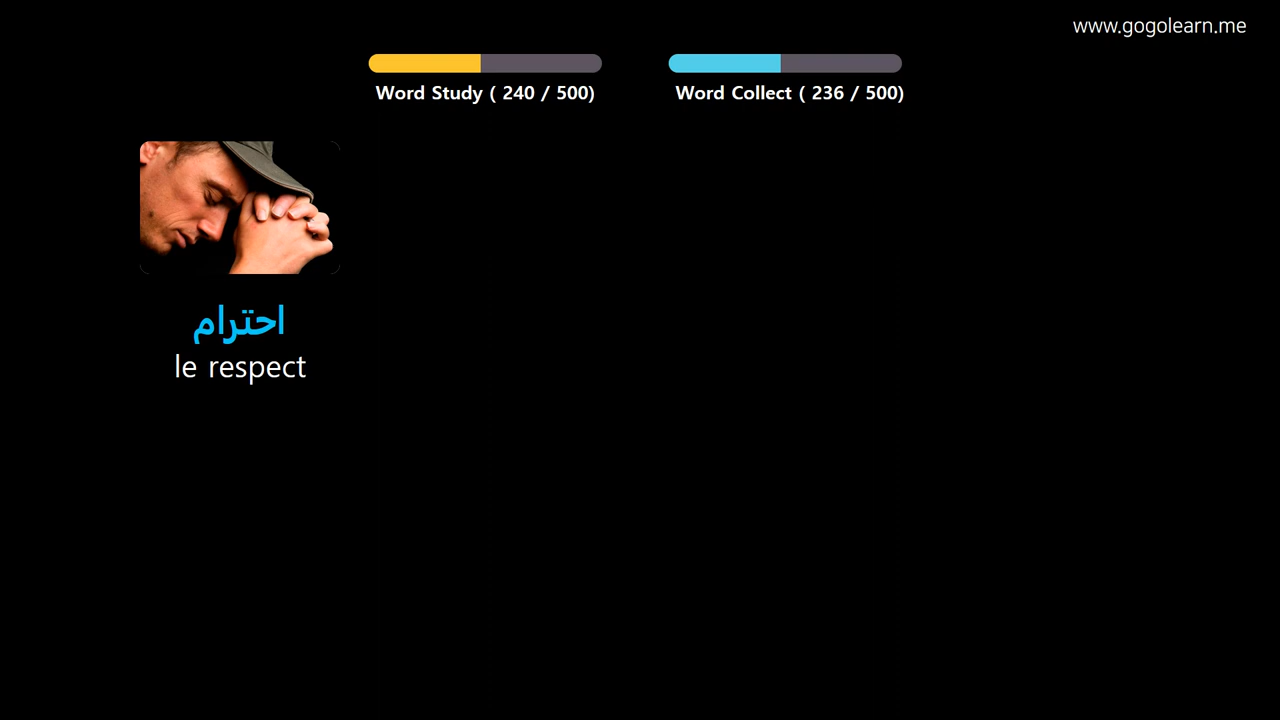 www.gogolearn.me
Word Study ( 240 / 500)
Word Collect ( 236 / 500)
احترام
le respect